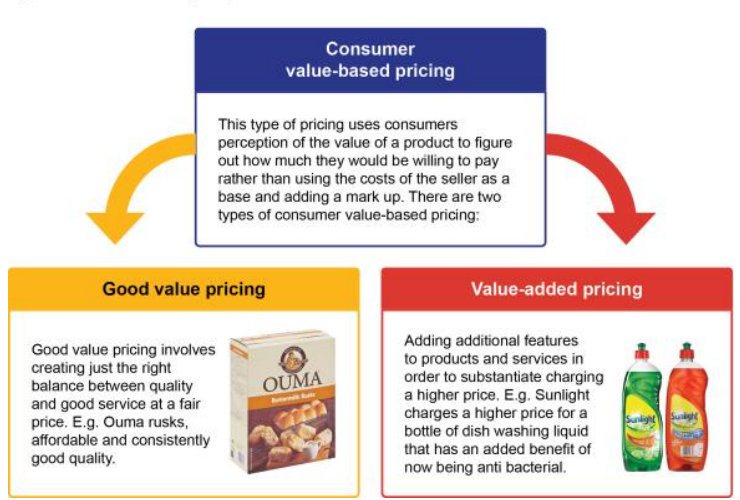 Consumer
value-based pricing
This type of pricing uses consumers
perception of the value of a product to figure
out how much they would be willing to pay
rather than using the costs of the seller as a
base and adding a mark up. There are two
types of consumer value-based pricing:
Good value pricing
Good value pricing involves
creating just the right
balance between quality
and good service at a fair
price. E.g. Ouma rusks,
affordable and consistently
good quality.
OUMA
Buttermilk Rusks
Value-added pricing
Adding additional features
to products and services in
order to substantiate charging
a higher price. E.g. Sunlight
charges a higher price for a
bottle of dish washing liquid
that has an added benefit of
now being anti bacterial.
Sunlight
Sunlight